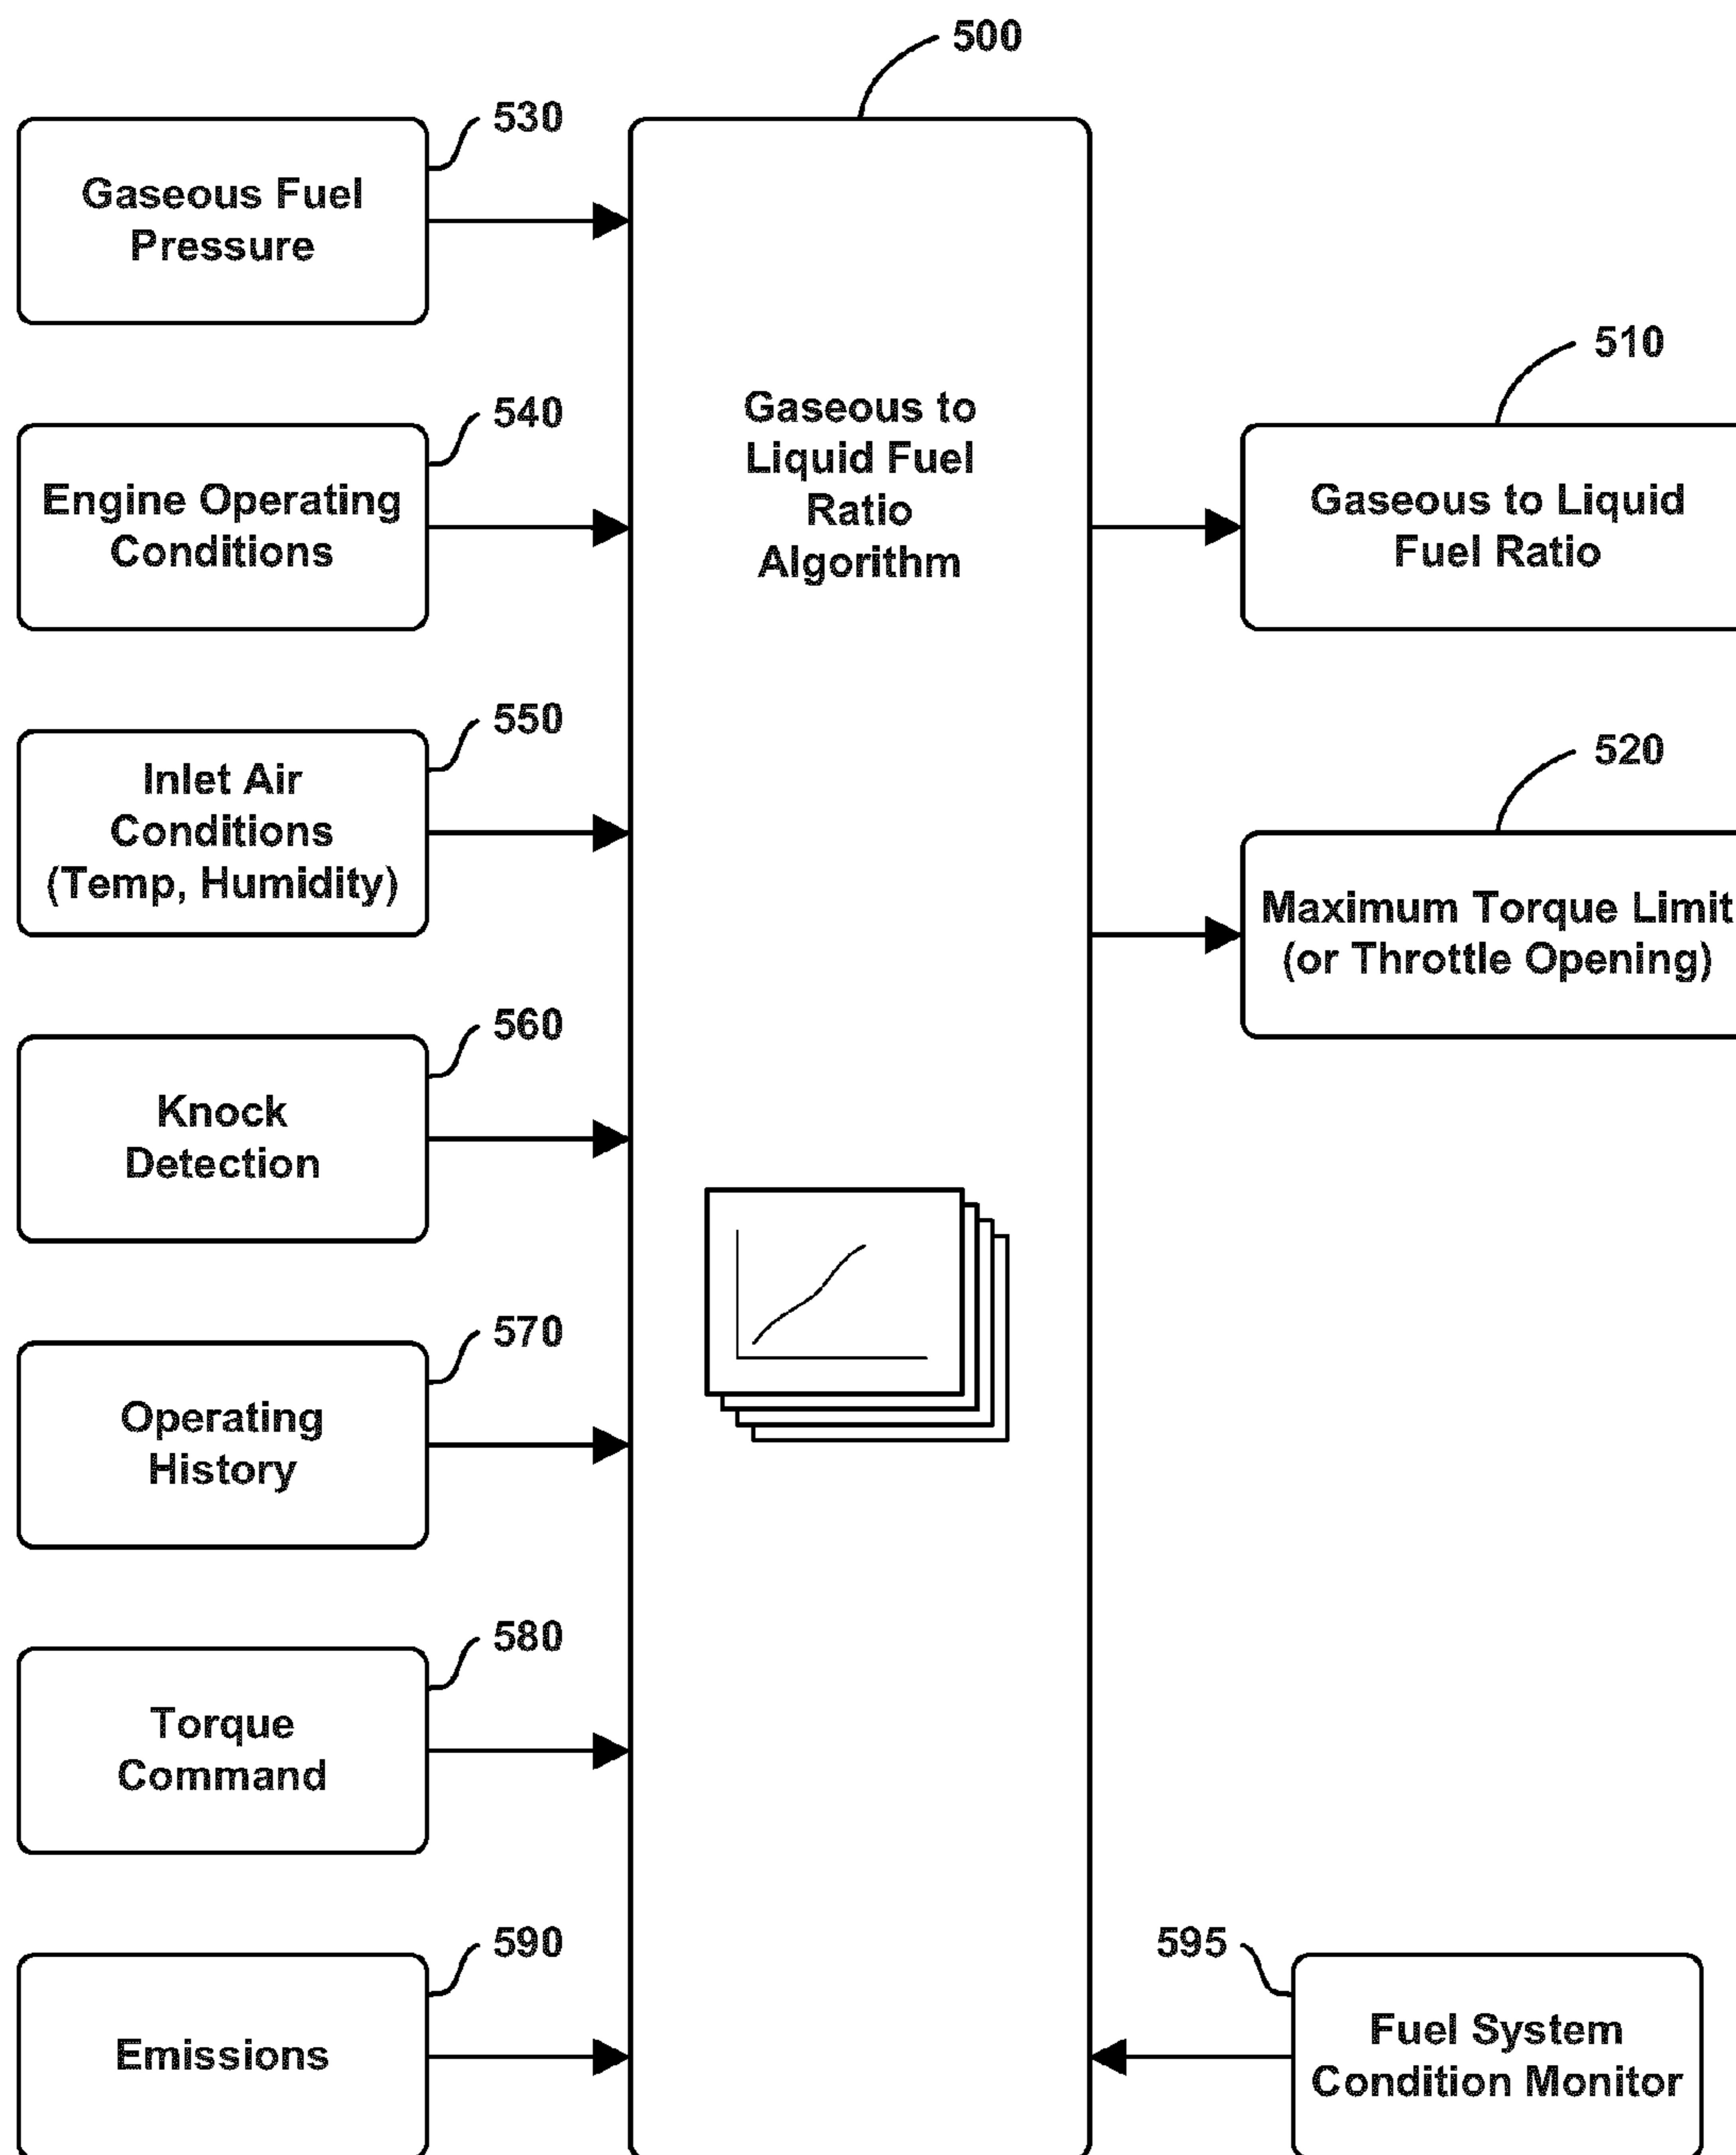 500
530
Gaseous Fuel
Pressure
540
Engine Operating
Conditions
550
Inlet Air
Conditions
(Temp, Humidity)
560
Knock
Detection
570
Operating
History
580
Torque
Command
590
Emissions
Gaseous to
Liquid Fuel
Ratio
Algorithm
510
Gaseous to Liquid
Fuel Ratio
520
Maximum Torque Limit
(or Throttle Opening)
595
Fuel System
Condition Monitor